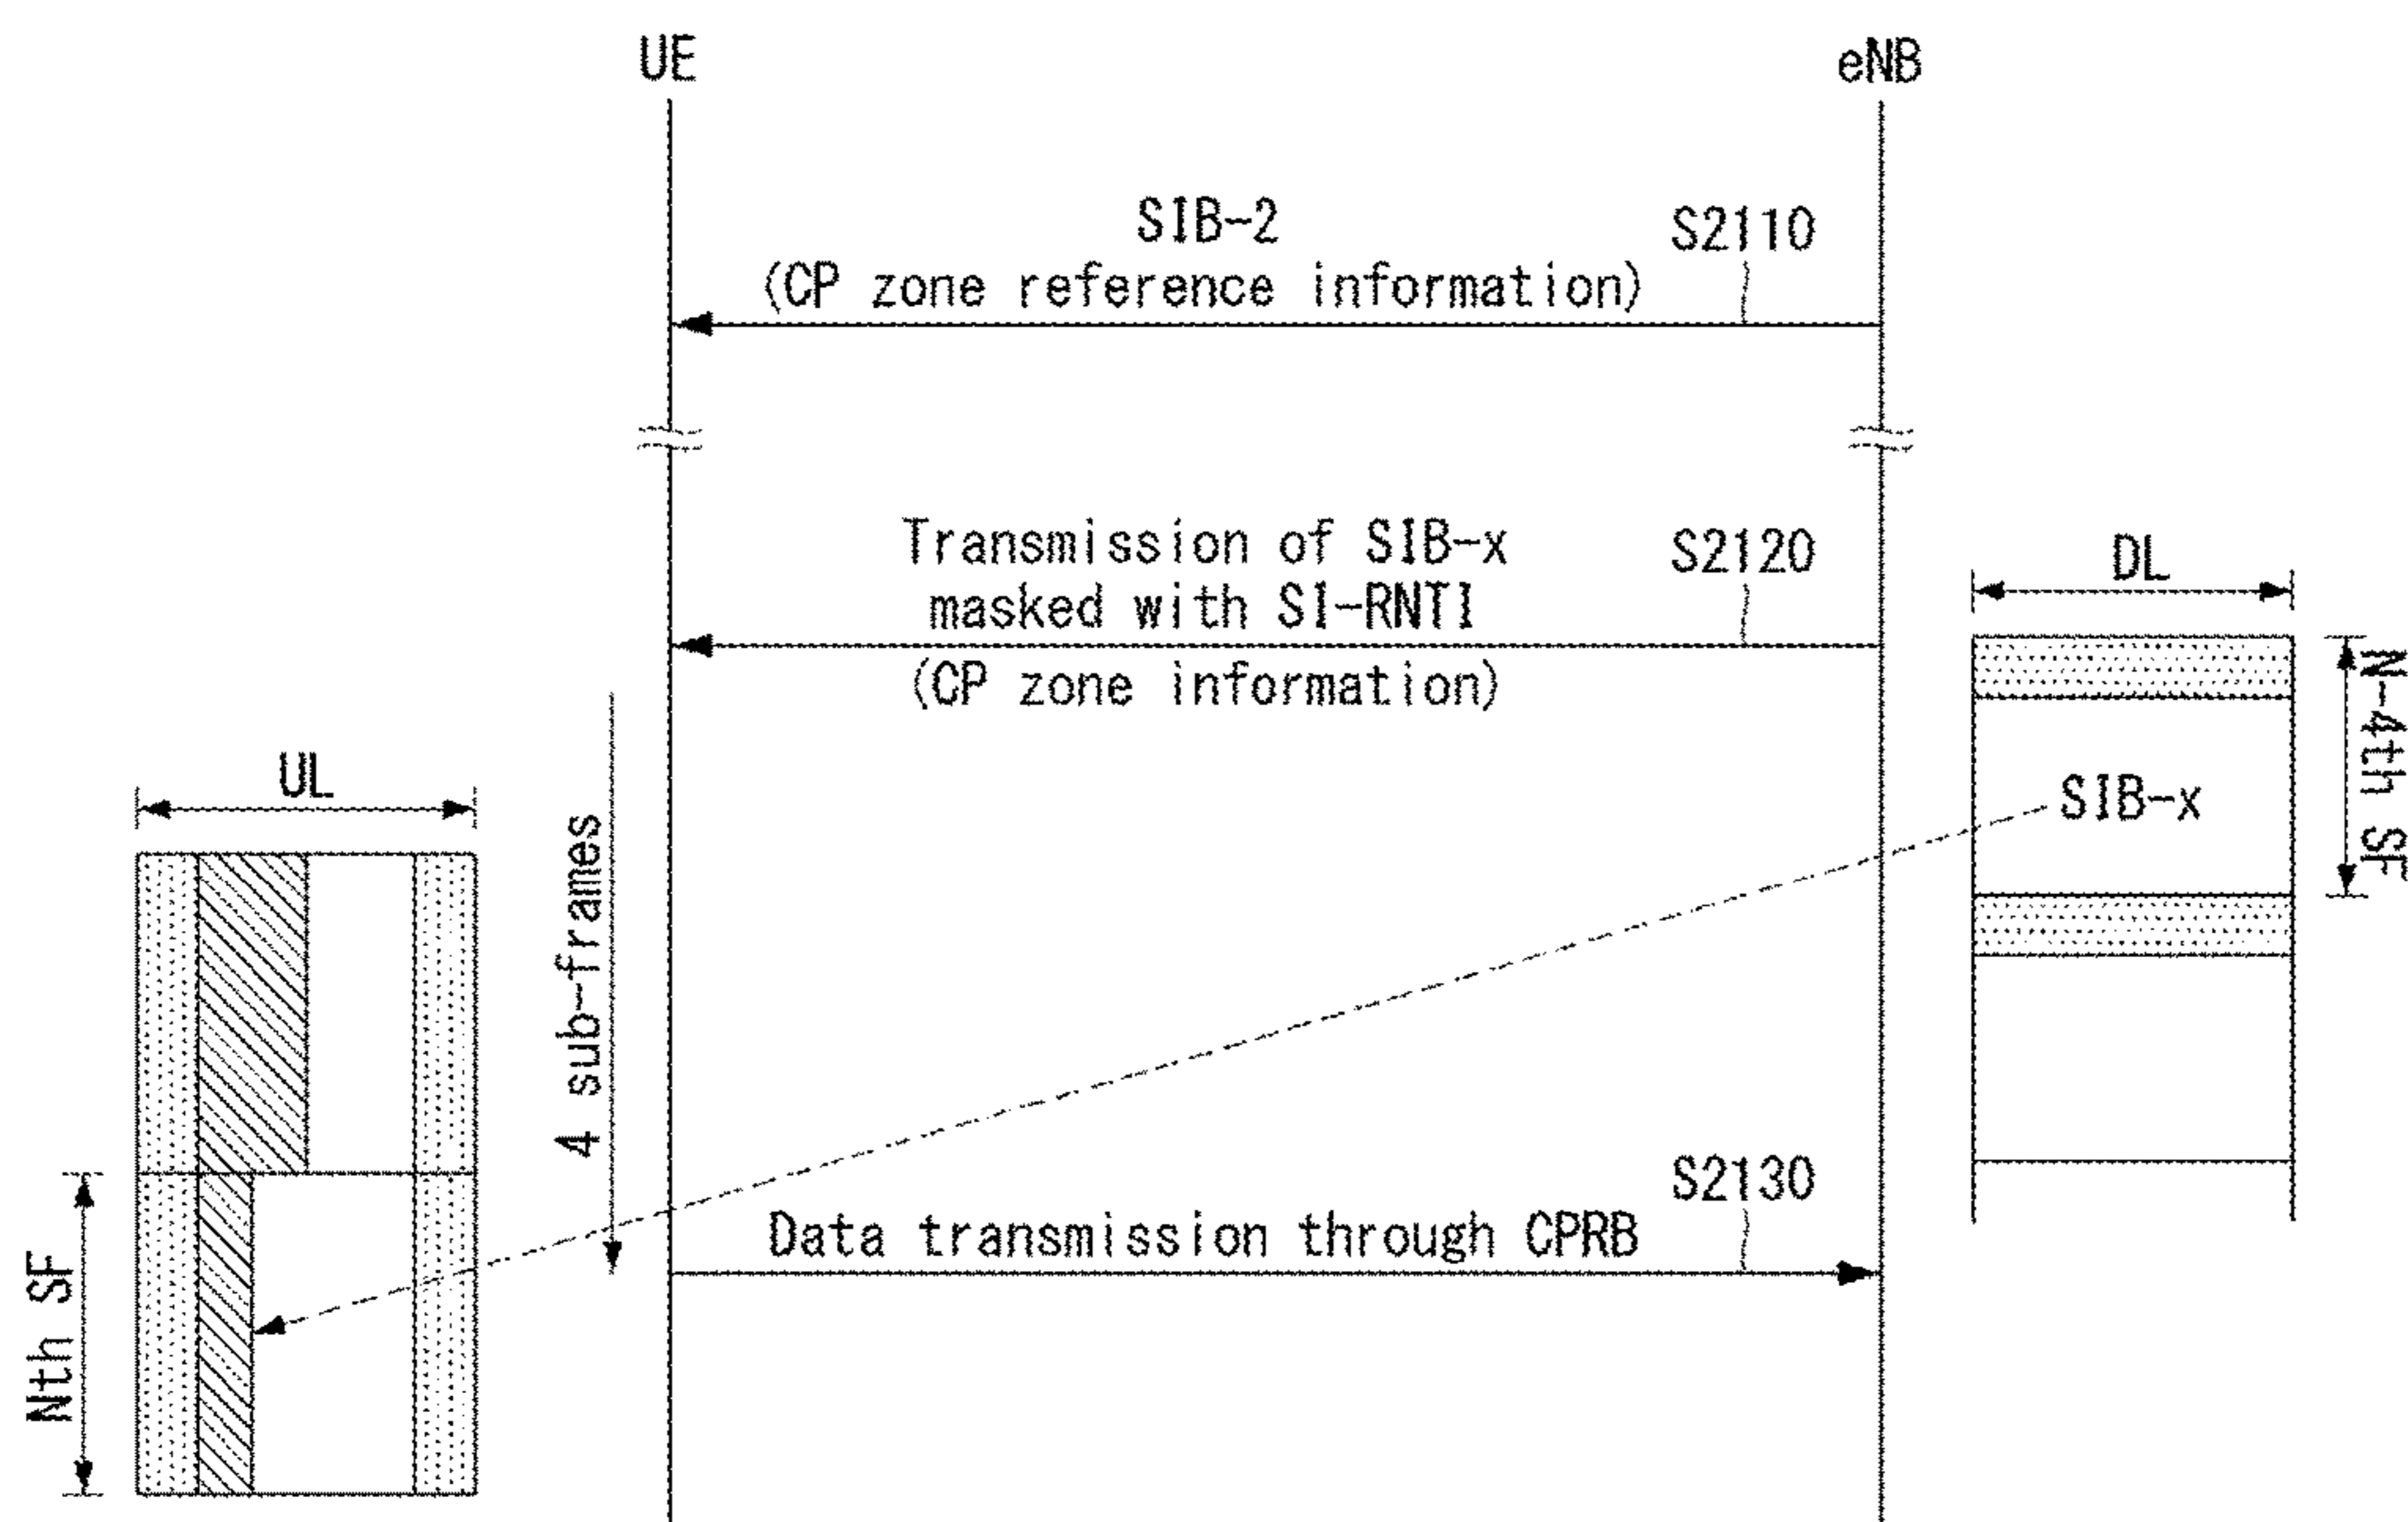 UE
eNB
SIB-2
(CP zone reference information)
S2110
Transmission of SIB-x
masked with SI-RNTI
(CP zone information)
S2120
DL
N-4th SF
SIB-x
UL
4 sub-frames
Nth SF
Data transmission through CPRB
S2130